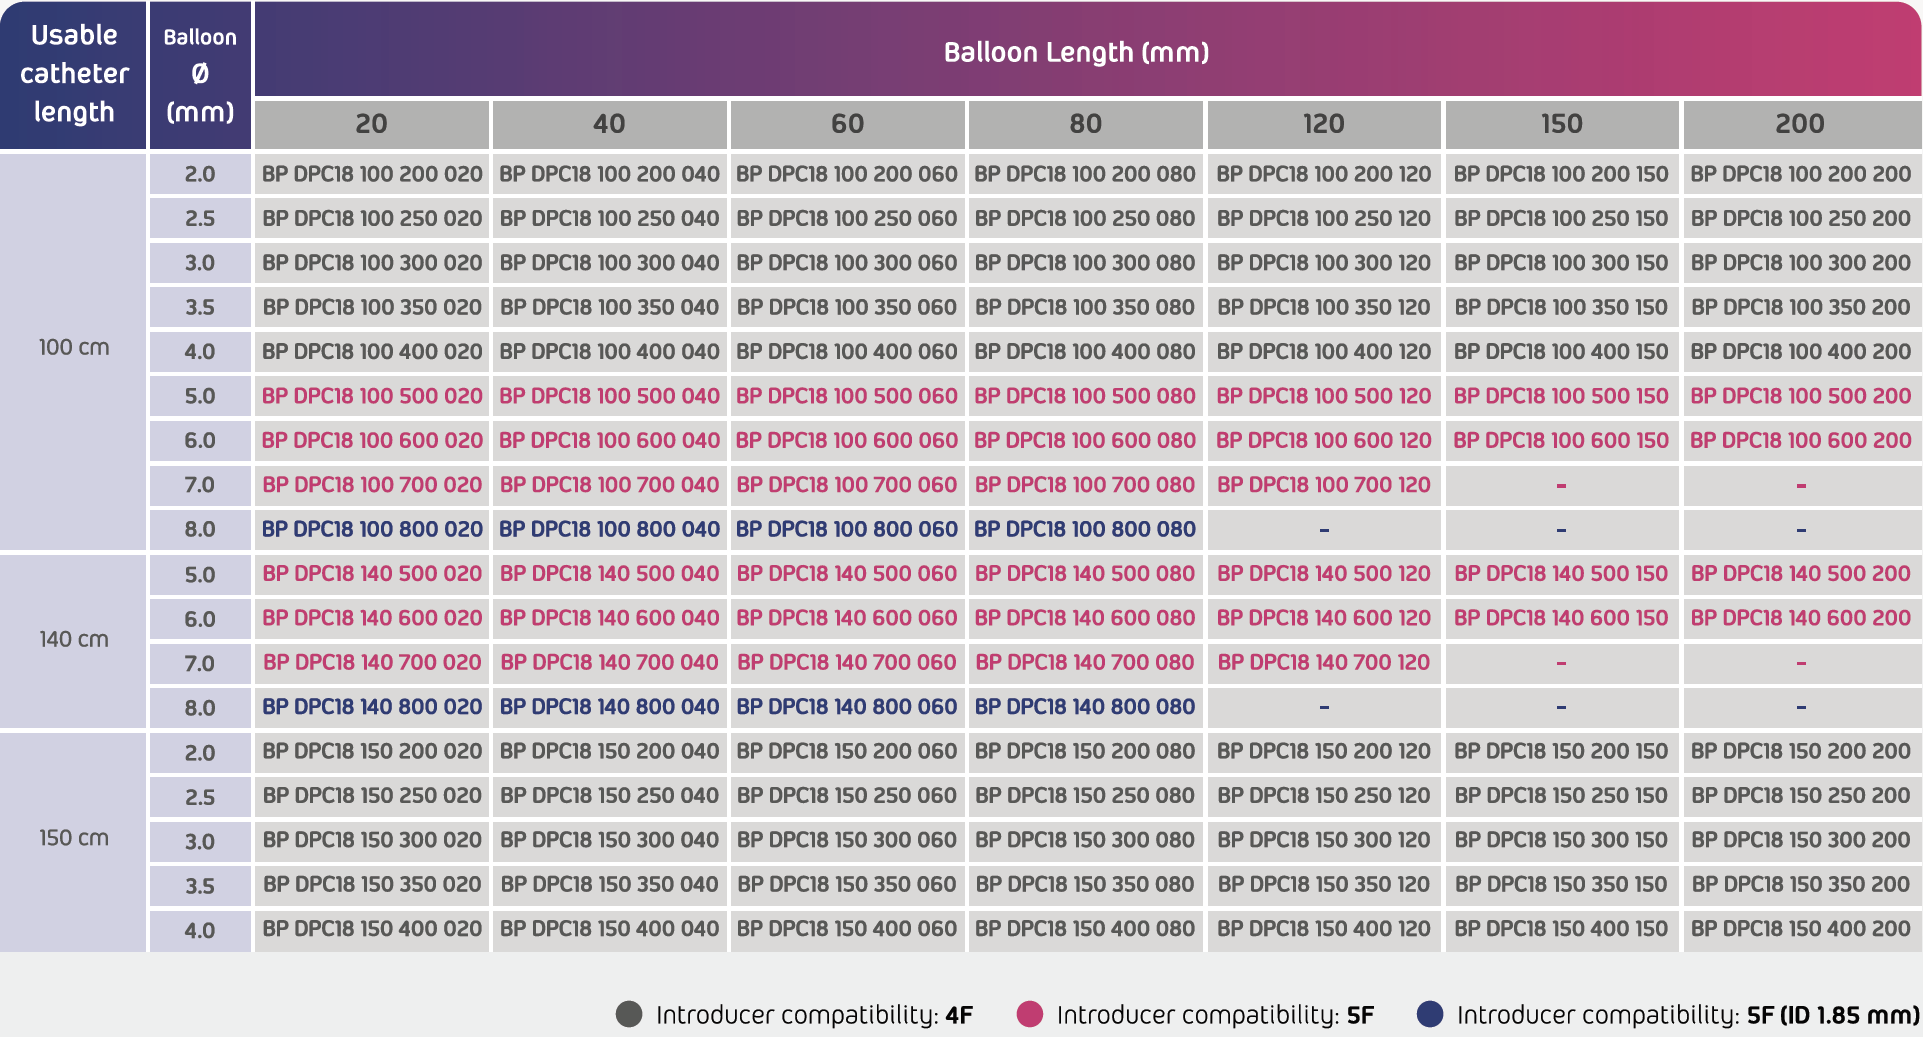 Usable catheter length
Balloon Ø (mm)
Balloon Length (mm)
20 40 60 80 120 150 200
100 cm
2.0 BP DPC18 100 200 020 BP DPC18 100 200 040 BP DPC18 100 200 060 BP DPC18 100 200 080 BP DPC18 100 200 120 BP DPC18 100 200 150 BP DPC18 100 200 200
2.5 BP DPC18 100 250 020 BP DPC18 100 250 040 BP DPC18 100 250 060 BP DPC18 100 250 080 BP DPC18 100 250 120 BP DPC18 100 250 150 BP DPC18 100 250 200
3.0 BP DPC18 100 300 020 BP DPC18 100 300 040 BP DPC18 100 300 060 BP DPC18 100 300 080 BP DPC18 100 300 120 BP DPC18 100 300 150 BP DPC18 100 300 200
3.5 BP DPC18 100 350 020 BP DPC18 100 350 040 BP DPC18 100 350 060 BP DPC18 100 350 080 BP DPC18 100 350 120 BP DPC18 100 350 150 BP DPC18 100 350 200
4.0 BP DPC18 100 400 020 BP DPC18 100 400 040 BP DPC18 100 400 060 BP DPC18 100 400 080 BP DPC18 100 400 120 BP DPC18 100 400 150 BP DPC18 100 400 200
5.0 BP DPC18 100 500 020 BP DPC18 100 500 040 BP DPC18 100 500 060 BP DPC18 100 500 080 BP DPC18 100 500 120 BP DPC18 100 500 150 BP DPC18 100 500 200
6.0 BP DPC18 100 600 020 BP DPC18 100 600 040 BP DPC18 100 600 060 BP DPC18 100 600 080 BP DPC18 100 600 120 BP DPC18 100 600 150 BP DPC18 100 600 200
7.0 BP DPC18 100 700 020 BP DPC18 100 700 040 BP DPC18 100 700 060 BP DPC18 100 700 080 BP DPC18 100 700 120 - -
8.0 BP DPC18 100 800 020 BP DPC18 100 800 040 BP DPC18 100 800 060 BP DPC18 100 800 080 - - -
140 cm
5.0 BP DPC18 140 500 020 BP DPC18 140 500 040 BP DPC18 140 500 060 BP DPC18 140 500 080 BP DPC18 140 500 120 BP DPC18 140 500 150 BP DPC18 140 500 200
6.0 BP DPC18 140 600 020 BP DPC18 140 600 040 BP DPC18 140 600 060 BP DPC18 140 600 080 BP DPC18 140 600 120 BP DPC18 140 600 150 BP DPC18 140 600 200
7.0 BP DPC18 140 700 020 BP DPC18 140 700 040 BP DPC18 140 700 060 BP DPC18 140 700 080 BP DPC18 140 700 120 - -
8.0 BP DPC18 140 800 020 BP DPC18 140 800 040 BP DPC18 140 800 060 BP DPC18 140 800 080 - - -
150 cm
2.0 BP DPC18 150 200 020 BP DPC18 150 200 040 BP DPC18 150 200 060 BP DPC18 150 200 080 BP DPC18 150 200 120 BP DPC18 150 200 150 BP DPC18 150 200 200
2.5 BP DPC18 150 250 020 BP DPC18 150 250 040 BP DPC18 150 250 060 BP DPC18 150 250 080 BP DPC18 150 250 120 BP DPC18 150 250 150 BP DPC18 150 250 200
3.0 BP DPC18 150 300 020 BP DPC18 150 300 040 BP DPC18 150 300 060 BP DPC18 150 300 080 BP DPC18 150 300 120 BP DPC18 150 300 150 BP DPC18 150 300 200
3.5 BP DPC18 150 350 020 BP DPC18 150 350 040 BP DPC18 150 350 060 BP DPC18 150 350 080 BP DPC18 150 350 120 BP DPC18 150 350 150 BP DPC18 150 350 200
4.0 BP DPC18 150 400 020 BP DPC18 150 400 040 BP DPC18 150 400 060 BP DPC18 150 400 080 BP DPC18 150 400 120 BP DPC18 150 400 150 BP DPC18 150 400 200
Introducer compatibility: 4F Introducer compatibility: 5F Introducer compatibility: 5F (ID 1.85 mm)